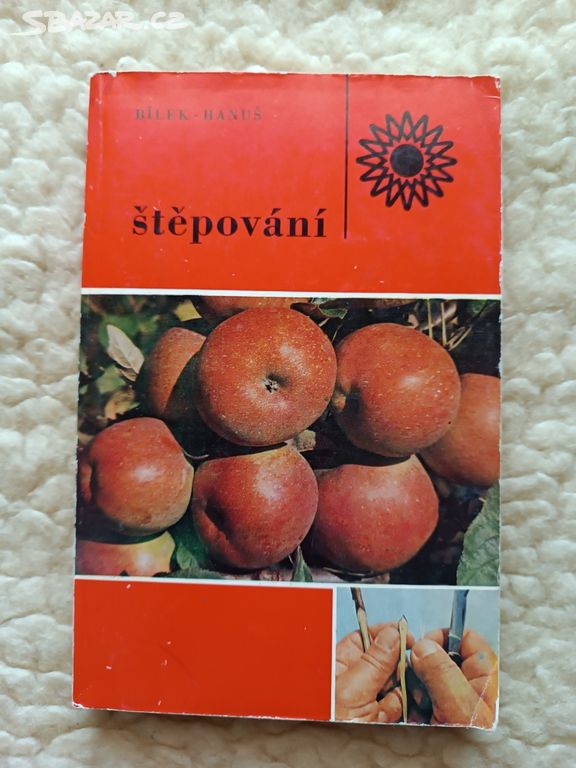 SBAZAR.CZ
BÍLEK - HANUŠ
štěpování